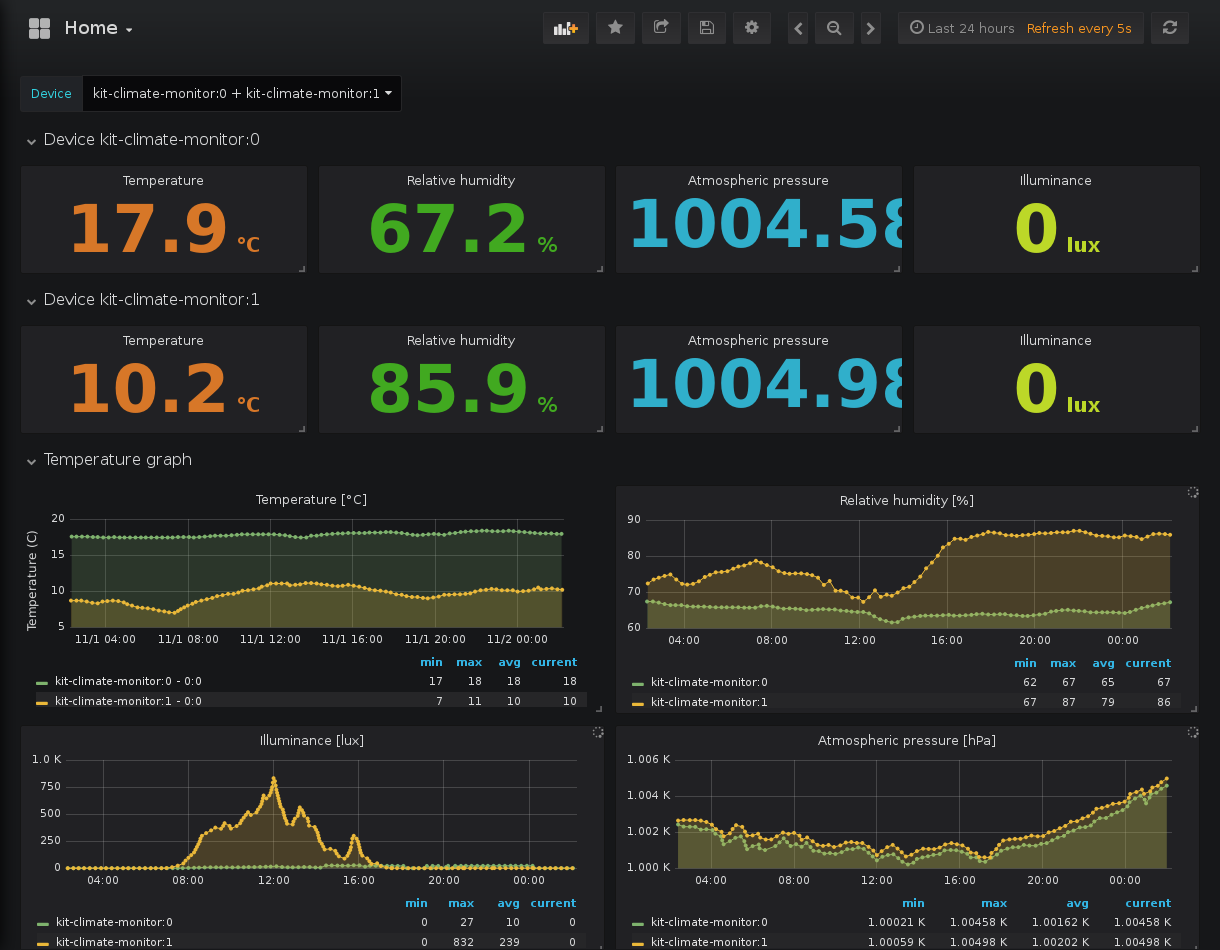 Home
Last 24 hours Refresh every 5s
Device kit-climate-monitor:0 + kit-climate-monitor:1
Device kit-climate-monitor:0
Temperature Relative humidity Atmospheric pressure Illuminance
17.9 °C 67.2 % 1004.58 0 lux
Device kit-climate-monitor:1
Temperature Relative humidity Atmospheric pressure Illuminance
10.2 °C 85.9 % 1004.98 0 lux
Temperature graph
Temperature [°C]
Temperature (C)
20
15
10
5
11/1 04:00 11/1 08:00 11/1 12:00 11/1 16:00 11/1 20:00 11/2 00:00
min max avg current
kit-climate-monitor:0 - 0:0 17 18 18 18
kit-climate-monitor:1 - 0:0 7 11 10 10
Relative humidity [%]
90
80
70
60
04:00 08:00 12:00 16:00 20:00 00:00
min max avg current
kit-climate-monitor:0 62 67 65 67
kit-climate-monitor:1 67 87 79 86
Illuminance [lux]
1.0 K
750
500
250
0
04:00 08:00 12:00 16:00 20:00 00:00
min max avg current
kit-climate-monitor:0 0 27 10 0
kit-climate-monitor:1 0 832 239 0
Atmospheric pressure [hPa]
1.006 K
1.004 K
1.002 K
1.000 K
04:00 08:00 12:00 16:00 20:00 00:00
min max avg current
kit-climate-monitor:0 1.00021 K 1.00458 K 1.00162 K 1.00458 K
kit-climate-monitor:1 1.00059 K 1.00498 K 1.00202 K 1.00498 K